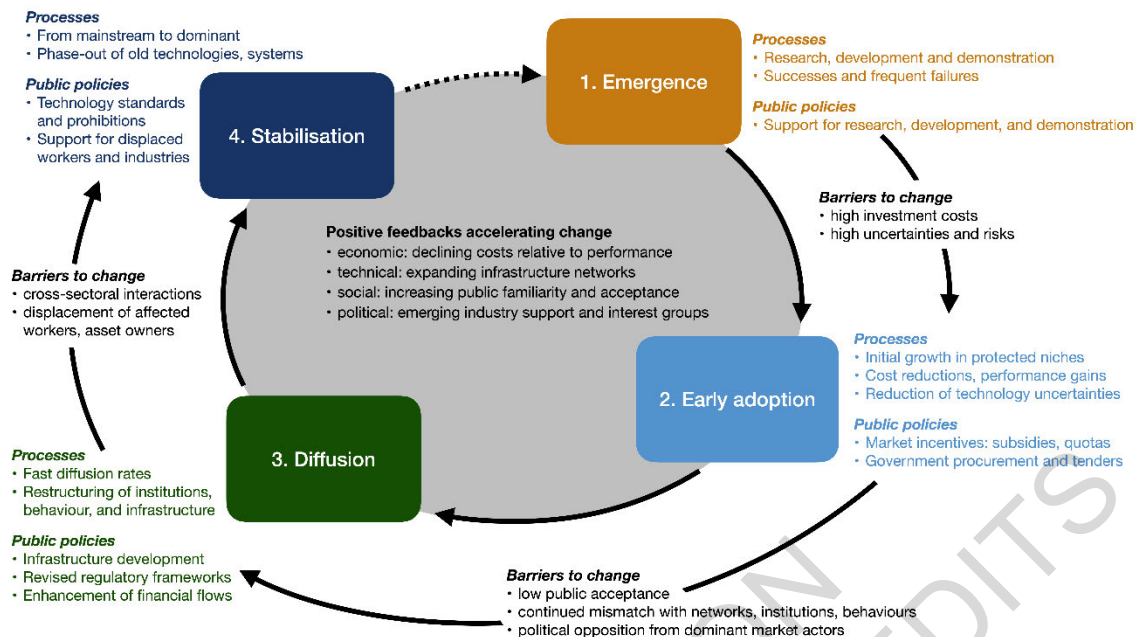 Processes
• From mainstream to dominant
• Phase-out of old technologies, systems
Public policies
• Technology standards
and prohibitions
• Support for displaced
workers and industries
4. Stabilisation
1. Emergence
Processes
• Research, development and demonstration
• Successes and frequent failures
Public policies
• Support for research, development, and demonstration
Barriers to change
• high investment costs
• high uncertainties and risks
Positive feedbacks accelerating change
• economic: declining costs relative to performance
• technical: expanding infrastructure networks
• social: increasing public familiarity and acceptance
• political: emerging industry support and interest groups
Barriers to change
• cross-sectoral interactions
• displacement of affected
workers, asset owners
2. Early adoption
Processes
• Initial growth in protected niches
• Cost reductions, performance gains
• Reduction of technology uncertainties
Public policies
• Market incentives: subsidies, quotas
• Government procurement and tenders
3. Diffusion
Processes
• Fast diffusion rates
• Restructuring of institutions,
behaviour, and infrastructure
Public policies
• Infrastructure development
• Revised regulatory frameworks
• Enhancement of financial flows
Barriers to change
• low public acceptance
• continued mismatch with networks, institutions, behaviours
• political opposition from dominant market actors
ON
EDITS